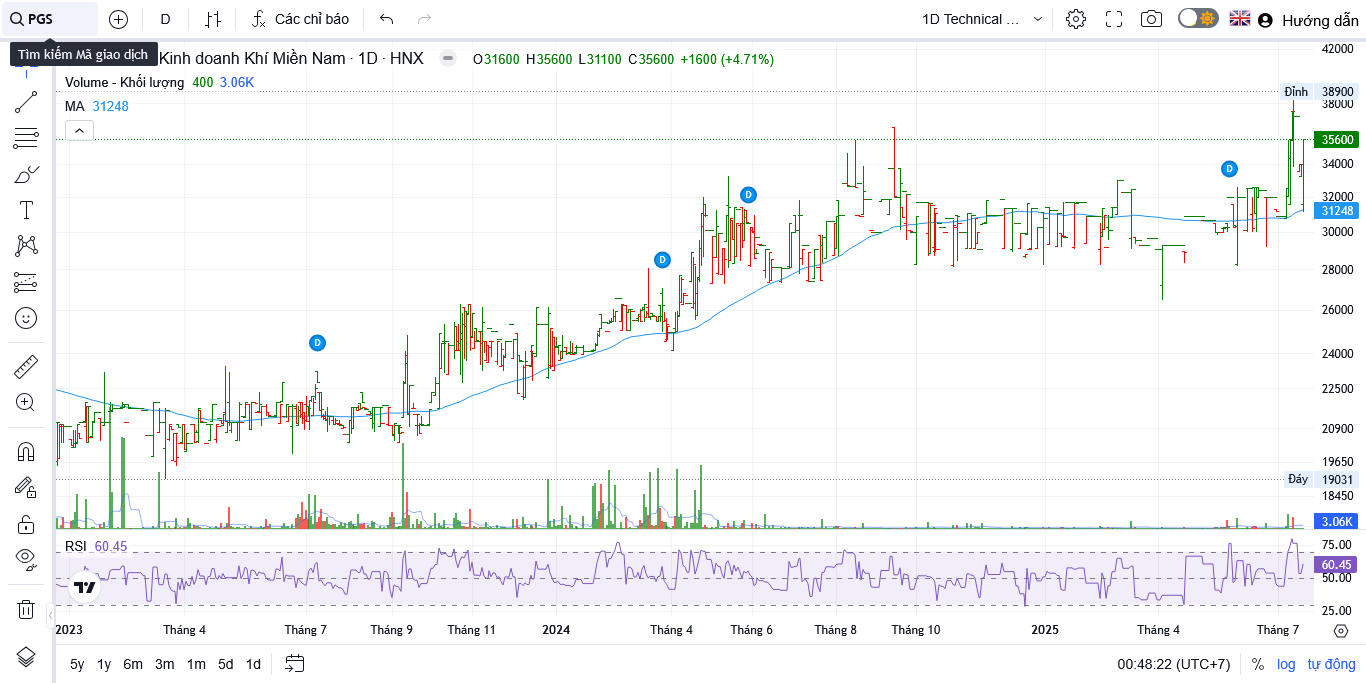 PGS
D
Các chỉ báo
1D Technical ...
Hướng dẫn
Tìm kiếm Mã giao dịch
Kinh doanh Khí Miền Nam · 1D · HNX
O31600 H35600 L31100 C35600 +1600 (+4.71%)
Volume - Khối lượng 400 3.06K
MA 31248
42000
Đỉnh 38900
38000
35600
34000
32000
31248
30000
28000
26000
24000
22500
20900
19650
Đáy 19031
18450
3.06K
D
D
D
D
RSI 60.45
75.00
60.45
50.00
25.00
2023 Tháng 4 Tháng 7 Tháng 9 Tháng 11 2024 Tháng 4 Tháng 6 Tháng 8 Tháng 10 2025 Tháng 4 Tháng 7
5y 1y 6m 3m 1m 5d 1d
00:48:22 (UTC+7) % log tự động